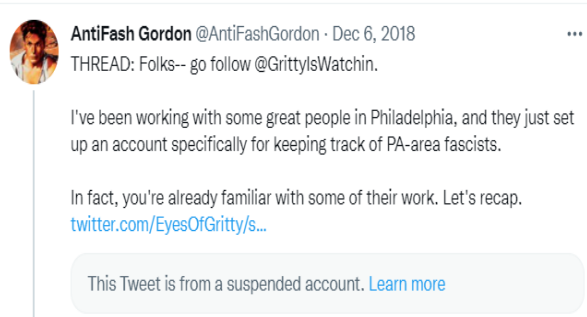 AntiFash Gordon @AntiFashGordon · Dec 6, 2018
THREAD: Folks-- go follow @GrittyIsWatchin.
I've been working with some great people in Philadelphia, and they just set
up an account specifically for keeping track of PA-area fascists.
In fact, you're already familiar with some of their work. Let's recap.
twitter.com/EyesOfGritty/s...
This Tweet is from a suspended account. Learn more